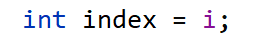 int index = i;